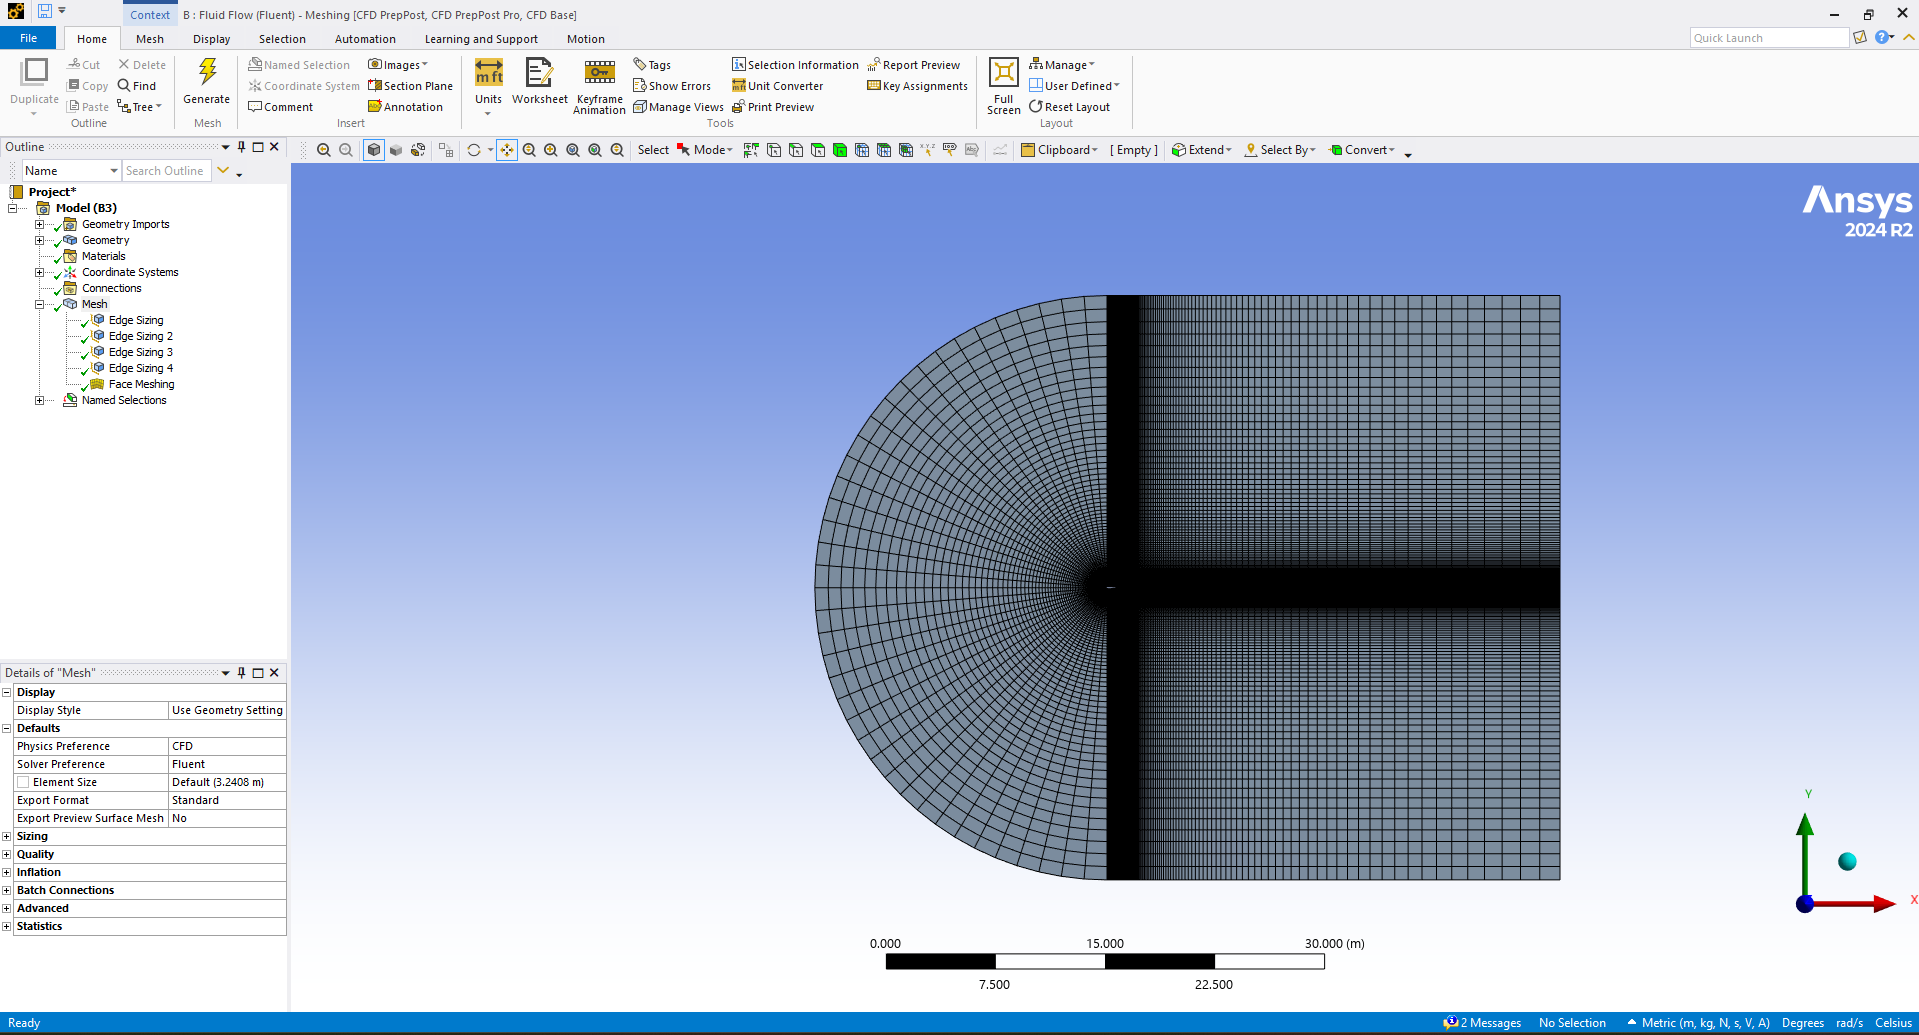 Context
B : Fluid Flow (Fluent) - Meshing [CFD PrepPost, CFD PrepPost Pro, CFD Base]
File Home Mesh Display Selection Automation Learning and Support Motion
Quick Launch
Duplicate
Cut
Copy
Paste
Delete
Find
Tree
Outline
Generate
Mesh
Named Selection
Coordinate System
Comment
Images
Section Plane
Annotation
Insert
Units
Worksheet
Keyframe
Animation
Tags
Show Errors
Manage Views
Selection Information
Unit Converter
Print Preview
Report Preview
Key Assignments
Tools
Full
Screen
Manage
User Defined
Reset Layout
Layout
Outline
Select Mode Clipboard [ Empty ] Extend Select By Convert
Name Search Outline
Project*
Model (B3)
Geometry Imports
Geometry
Materials
Coordinate Systems
Connections
Mesh
Edge Sizing
Edge Sizing 2
Edge Sizing 3
Edge Sizing 4
Face Meshing
Named Selections
Details of "Mesh"
Display
Display Style Use Geometry Setting
Defaults
Physics Preference CFD
Solver Preference Fluent
Element Size Default (3.2408 m)
Export Format Standard
Export Preview Surface Mesh No
Sizing
Quality
Inflation
Batch Connections
Advanced
Statistics
Ansys
2024 R2
Y
X
0.000 15.000 30.000 (m)
7.500 22.500
Ready 2 Messages No Selection Metric (m, kg, N, s, V, A) Degrees rad/s Celsius